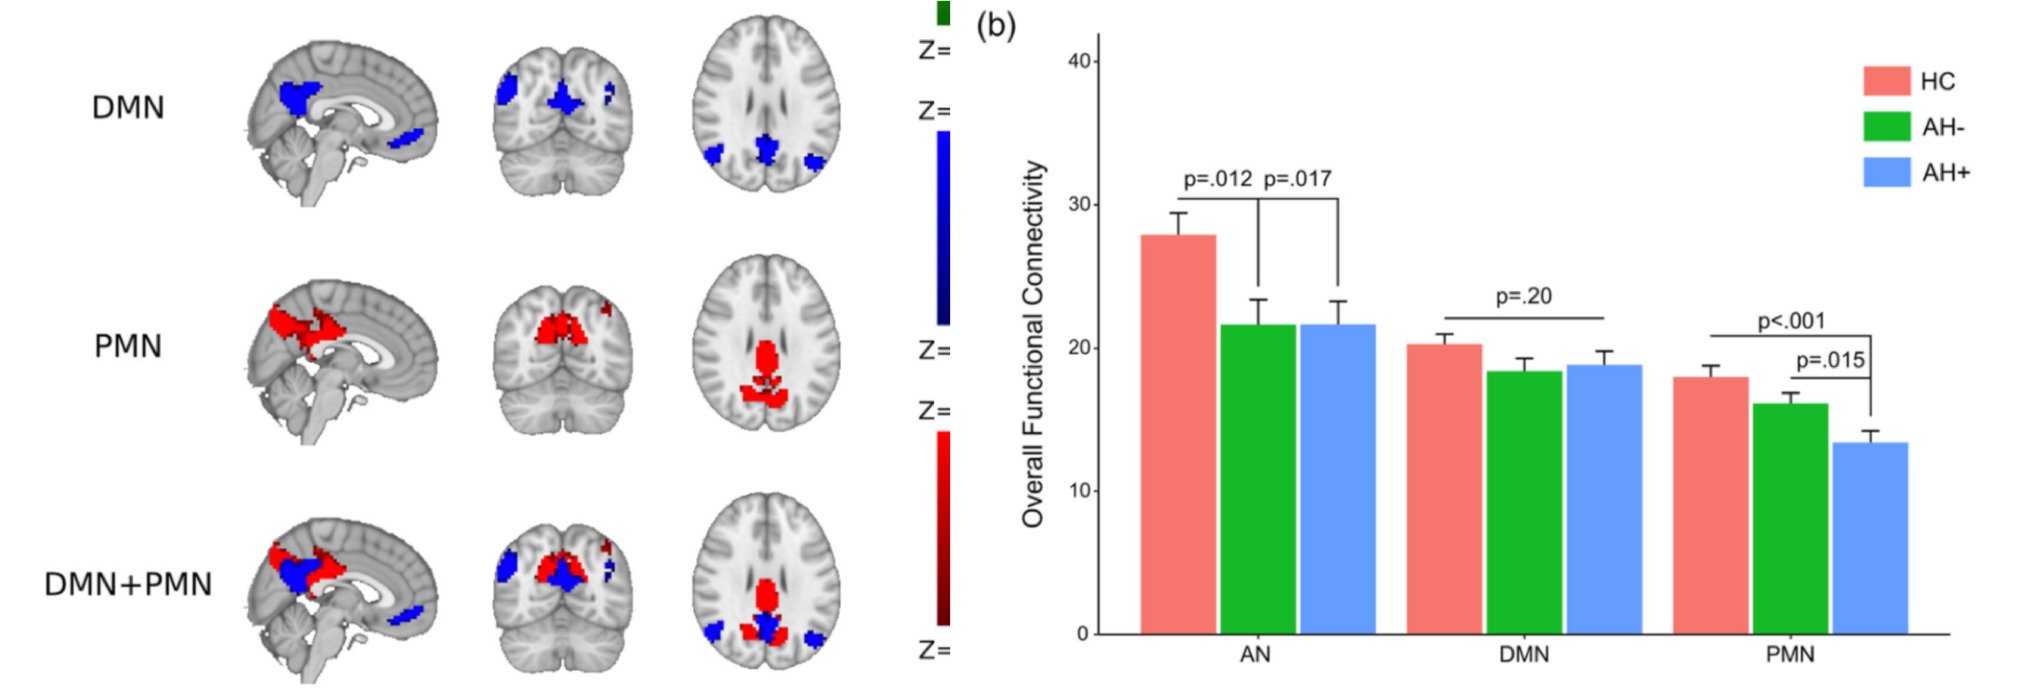 DMN
PMN
DMN+PMN
Z=
Z=
Z=
Z=
Z=
(b)
Overall Functional Connectivity
40
30
20
10
0
p=.012 p=.017
p=.20
p<.001
p=.015
HC
AH-
AH+
AN DMN PMN